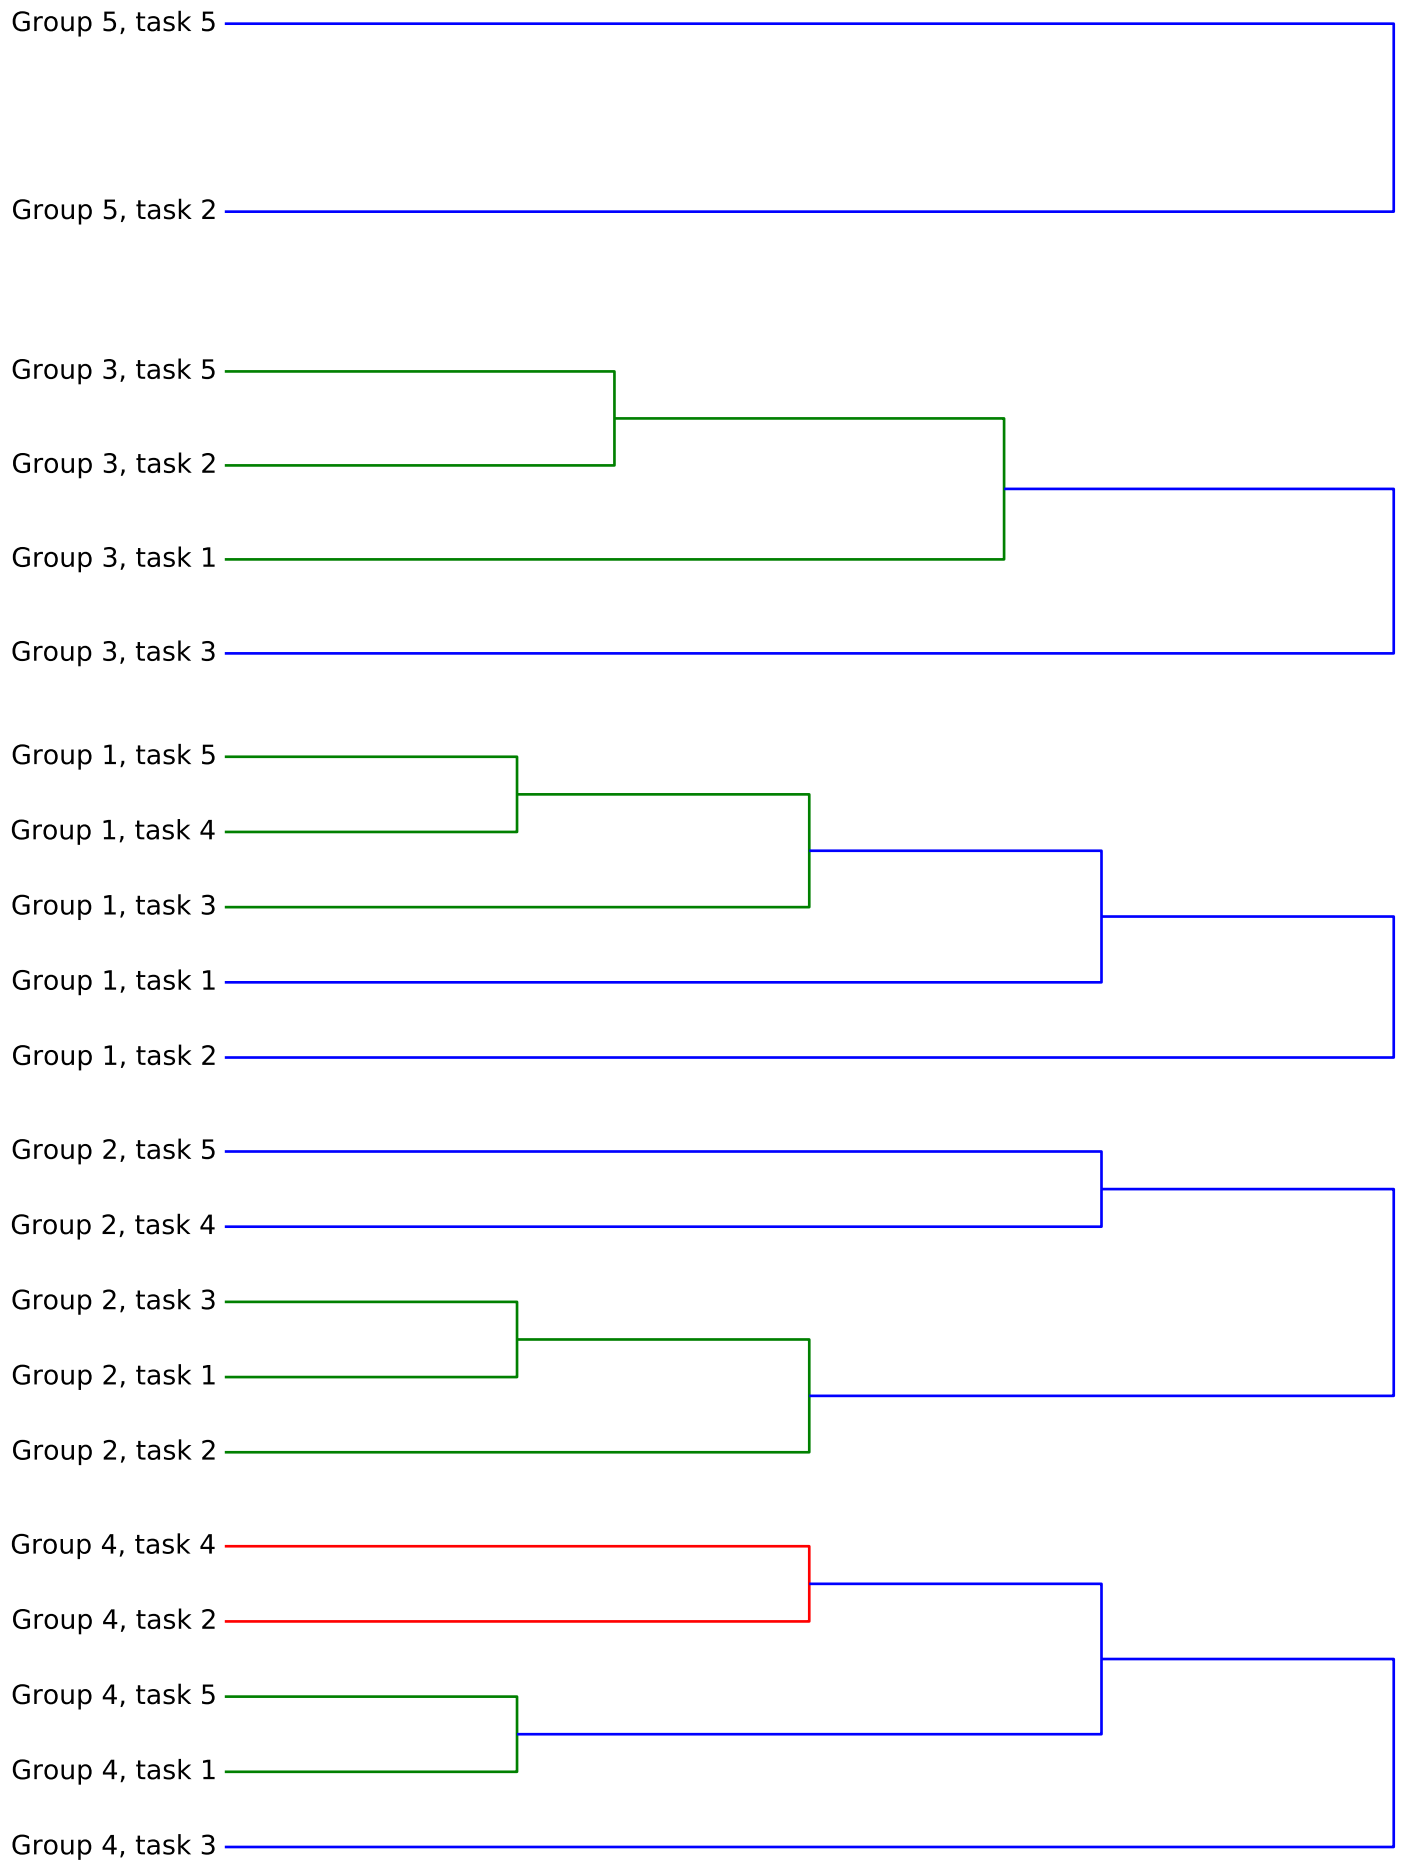 Group 5, task 5
Group 5, task 2
Group 3, task 5
Group 3, task 2
Group 3, task 1
Group 3, task 3
Group 1, task 5
Group 1, task 4
Group 1, task 3
Group 1, task 1
Group 1, task 2
Group 2, task 5
Group 2, task 4
Group 2, task 3
Group 2, task 1
Group 2, task 2
Group 4, task 4
Group 4, task 2
Group 4, task 5
Group 4, task 1
Group 4, task 3